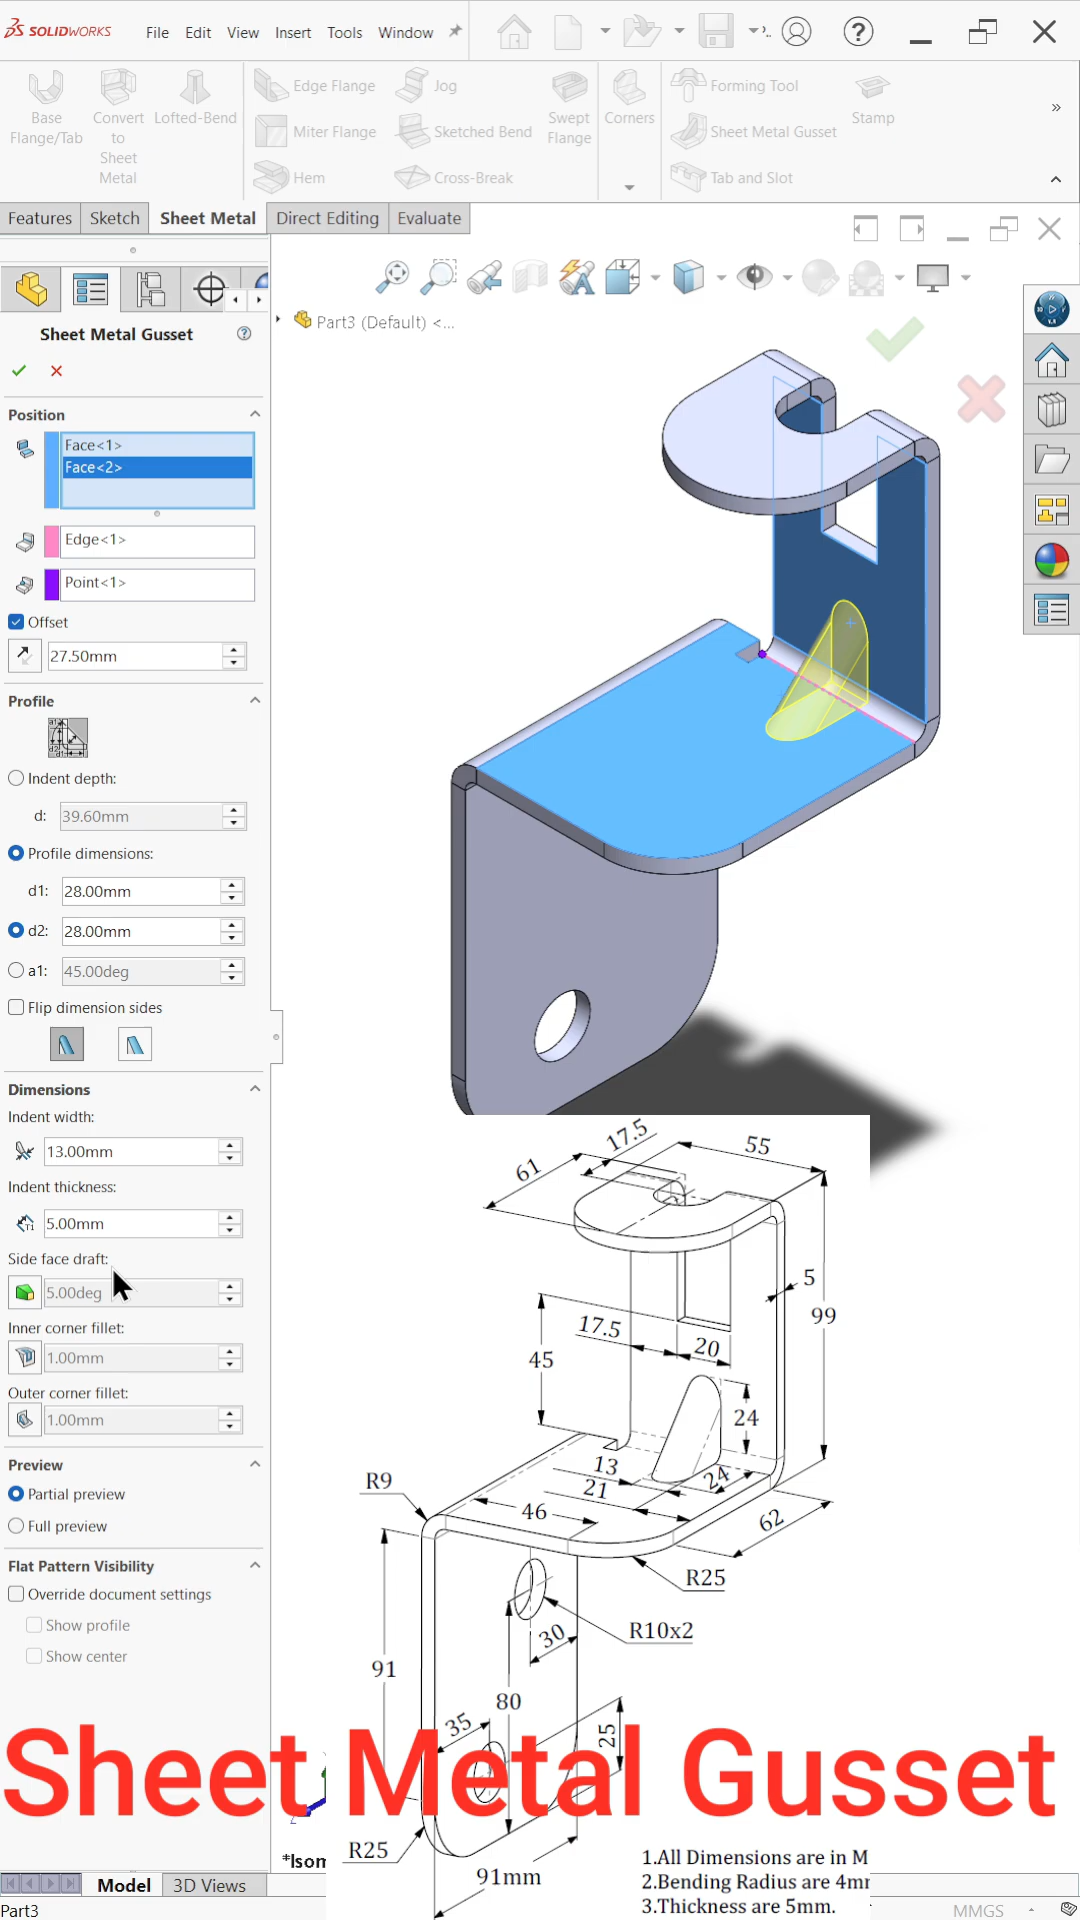 SOLIDWORKS File Edit View Insert Tools Window
Base Flange/Tab
Convert to Sheet Metal
Lofted-Bend
Edge Flange
Miter Flange
Hem
Jog
Sketched Bend
Cross-Break
Swept Flange
Corners
Forming Tool
Sheet Metal Gusset
Tab and Slot
Stamp
Features Sketch Sheet Metal Direct Editing Evaluate
Part3 (Default) <...
Sheet Metal Gusset
Position
Face<1>
Face<2>
Edge<1>
Point<1>
Offset
27.50mm
Profile
Indent depth:
d: 39.60mm
Profile dimensions:
d1: 28.00mm
d2: 28.00mm
a1: 45.00deg
Flip dimension sides
Dimensions
Indent width:
13.00mm
Indent thickness:
5.00mm
Side face draft:
5.00deg
Inner corner fillet:
1.00mm
Outer corner fillet:
1.00mm
Preview
Partial preview
Full preview
Flat Pattern Visibility
Override document settings
Show profile
Show center
17.5
55
61
5
99
17.5
20
45
24
13
21
24
46
R9
62
R25
R10x2
30
91
80
35
25
R25
91mm
Sheet Metal Gusset
*Isom
1.All Dimensions are in M
2.Bending Radius are 4mm
3.Thickness are 5mm.
Model 3D Views
Part3
MMGS